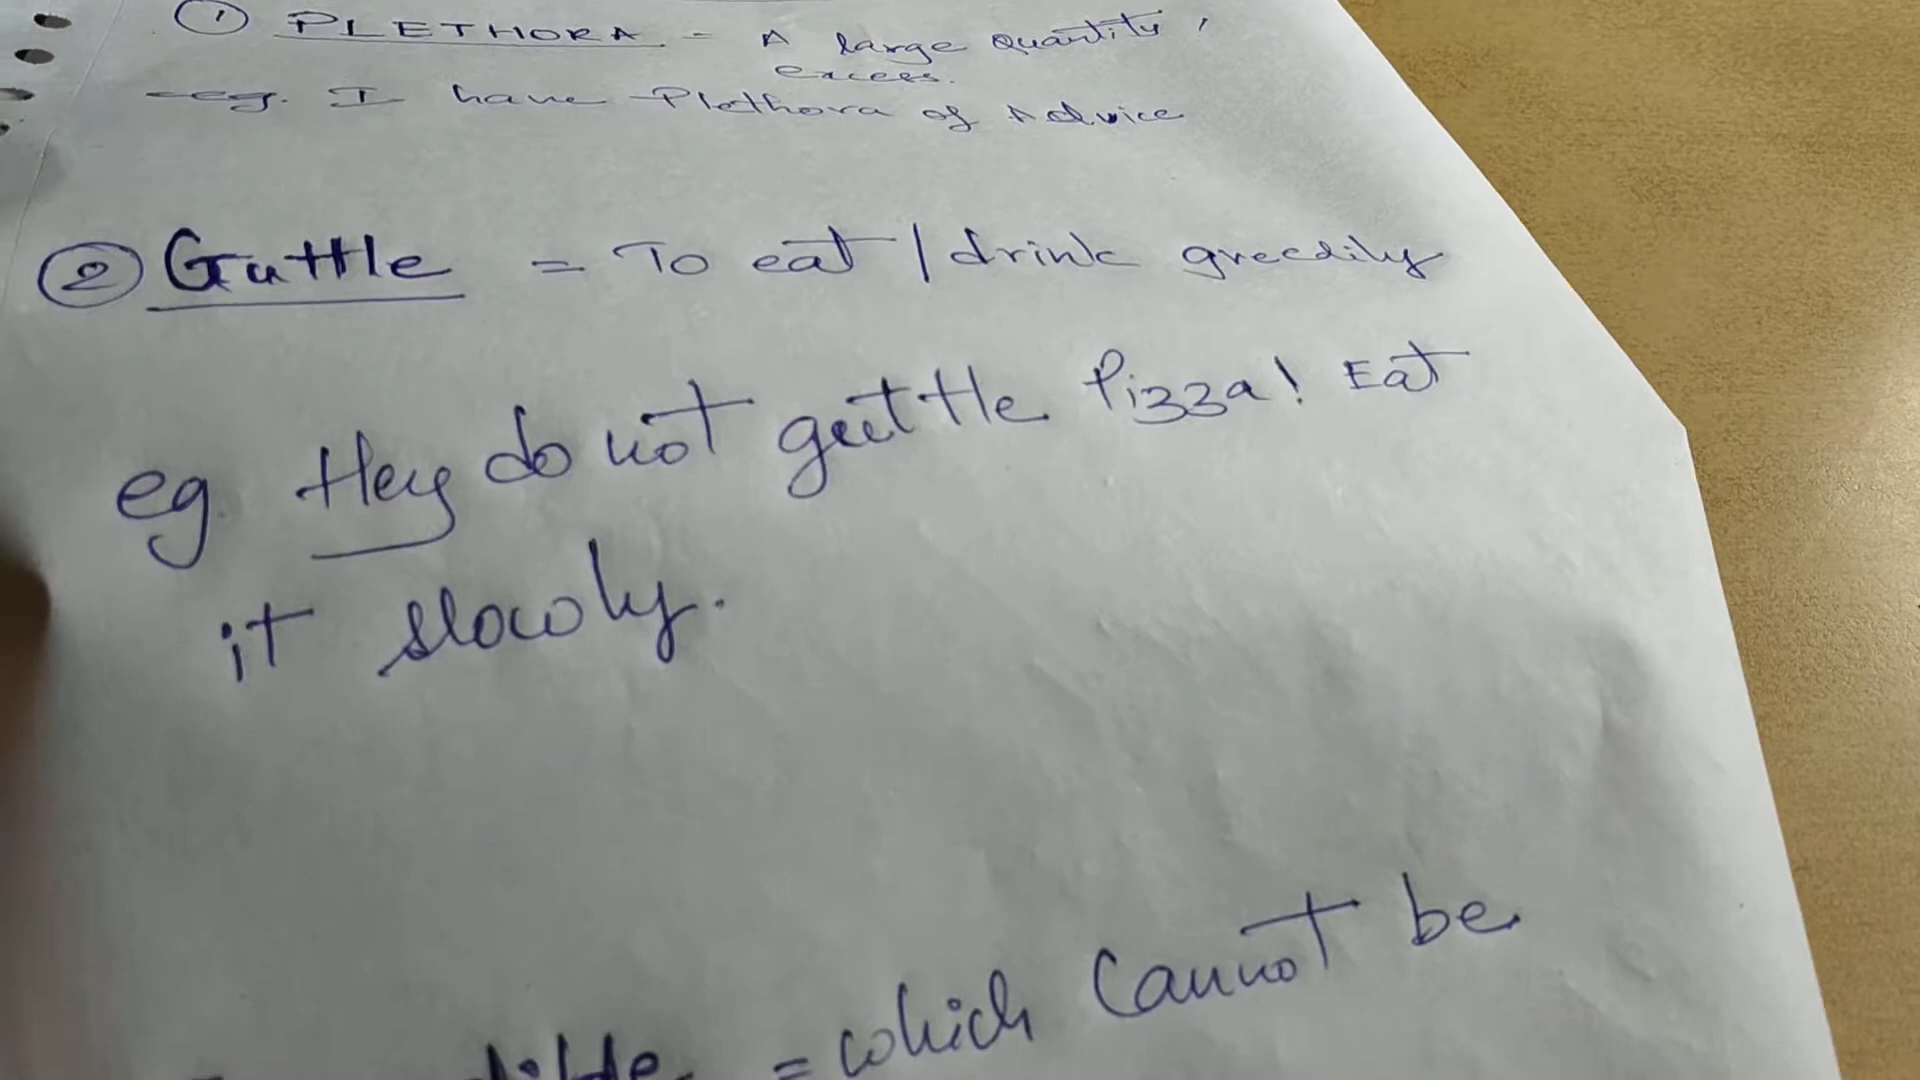 ① PLETHORA - A large quantity,
excess.
eg. I have Plethora of Advice
② Guttle = To eat / drink greedily
eg. Hey do not guttle Pizza! Eat
it slowly.
= which cannot be